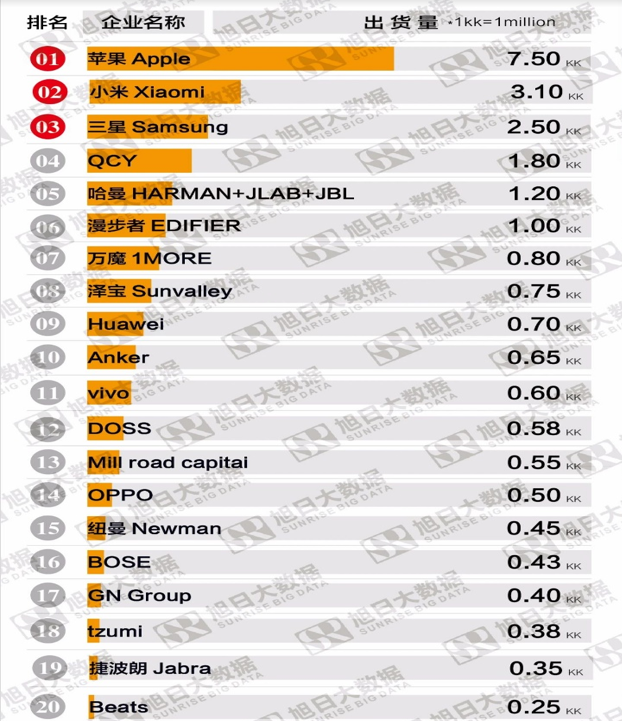 排名 企业名称 出货量 *1kk=1million
01 苹果 Apple 7.50 KK
02 小米 Xiaomi 3.10 KK
03 三星 Samsung 2.50 KK
04 QCY 1.80 KK
05 哈曼 HARMAN+JLAB+JBL 1.20 KK
06 漫步者 EDIFIER 1.00 KK
07 万魔 1MORE 0.80 KK
08 泽宝 Sunvalley 0.75 KK
09 Huawei 0.70 KK
10 Anker 0.65 KK
11 vivo 0.60 KK
12 DOSS 0.58 KK
13 Mill road capitai 0.55 KK
14 OPPO 0.50 KK
15 纽曼 Newman 0.45 KK
16 BOSE 0.43 KK
17 GN Group 0.40 KK
18 tzumi 0.38 KK
19 捷波朗 Jabra 0.35 KK
20 Beats 0.25 KK
旭日大数据
SUNRISE BIG DATA